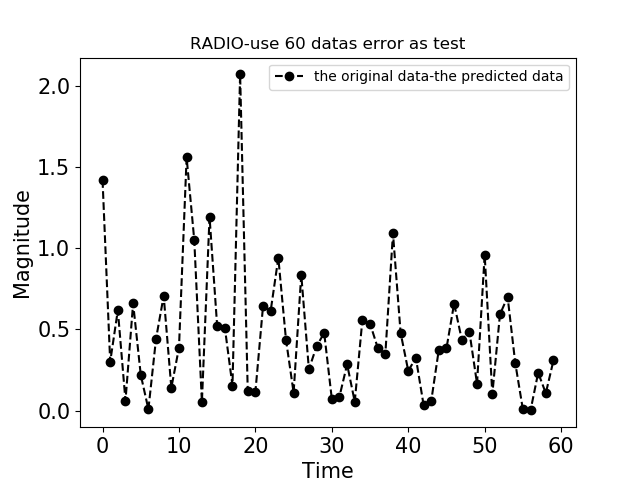 RADIO-use 60 datas error as test
the original data-the predicted data
2.0
1.5
1.0
0.5
0.0
Magnitude
0 10 20 30 40 50 60
Time